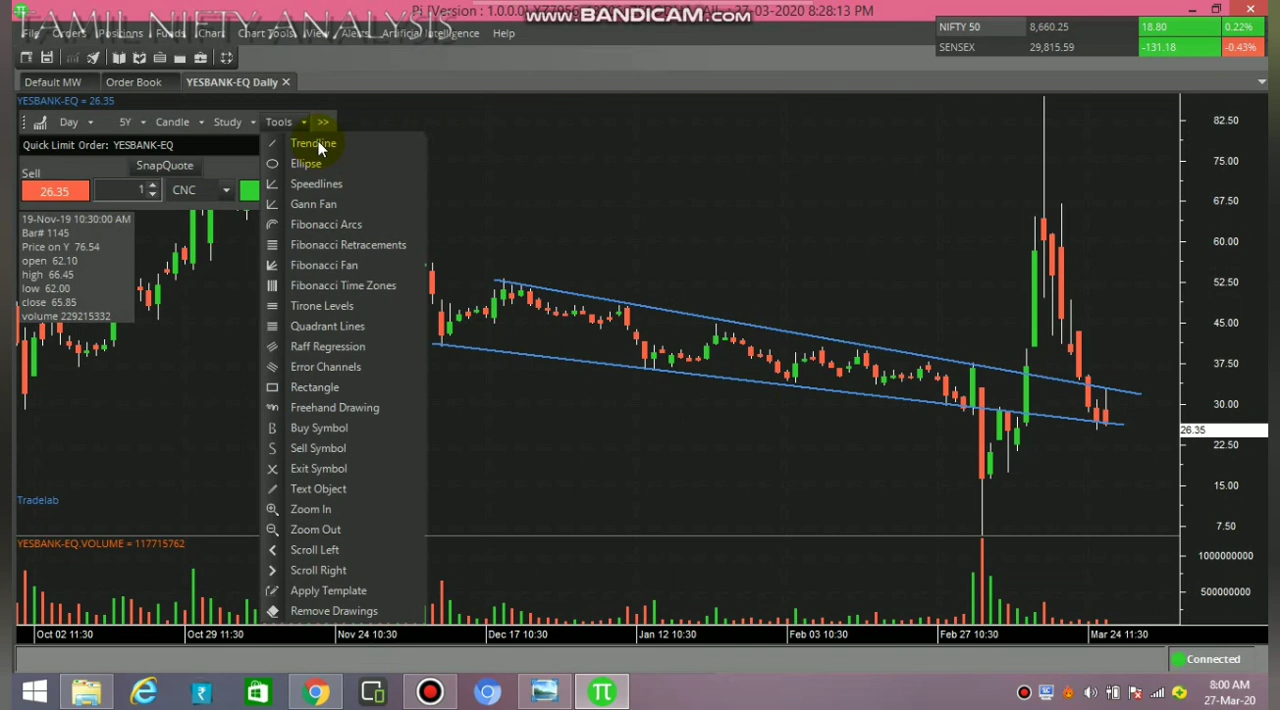 TAMIL NIFTY ANALYSIS
www.BANDICAM.com
-03-2020 8:28:13 PM
File Orders Positions Funds Chart Chart Tools View Alerts Artificial Intelligence Help
NIFTY 50 8,660.25 18.80 0.22%
SENSEX 29,815.59 -131.18 -0.43%
Default MW Order Book YESBANK-EQ Daily
YESBANK-EQ = 26.35
Day 5Y Candle Study Tools >>
Quick Limit Order: YESBANK-EQ
SnapQuote
Sell
26.35 1 CNC
19-Nov-19 10:30:00 AM
Bar# 1145
Price on Y 76.54
open 62.10
high 66.45
low 62.00
close 65.85
volume 229215332
Trendline
Ellipse
Speedlines
Gann Fan
Fibonacci Arcs
Fibonacci Retracements
Fibonacci Fan
Fibonacci Time Zones
Tirone Levels
Quadrant Lines
Raff Regression
Error Channels
Rectangle
Freehand Drawing
Buy Symbol
Sell Symbol
Exit Symbol
Text Object
Zoom In
Zoom Out
Scroll Left
Scroll Right
Apply Template
Remove Drawings
82.50
75.00
67.50
60.00
52.50
45.00
37.50
30.00
26.35
22.50
15.00
7.50
Tradelab
YESBANK-EQ.VOLUME = 117715762
1000000000
500000000
Oct 02 11:30 Oct 29 11:30 Nov 24 10:30 Dec 17 10:30 Jan 12 10:30 Feb 03 10:30 Feb 27 10:30 Mar 24 11:30
Connected
8:00 AM
27-Mar-20